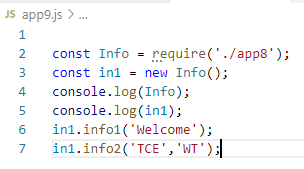 JS app9.js > ...
1
2 const Info = require('./app8');
3 const in1 = new Info();
4 console.log(Info);
5 console.log(in1);
6 in1.info1('Welcome');
7 in1.info2('TCE','WT');